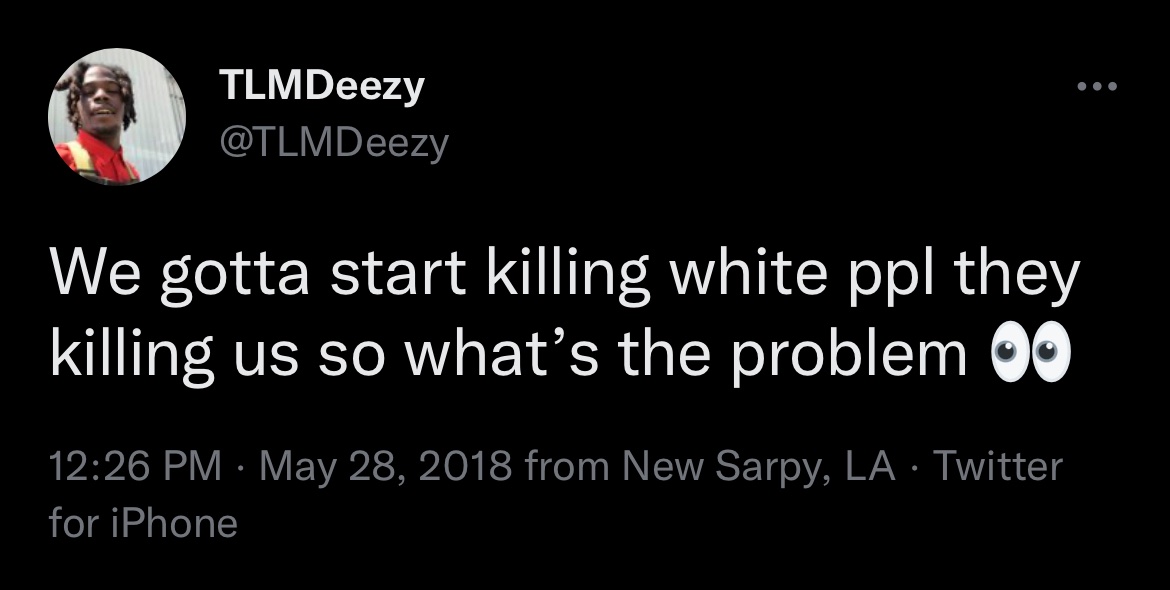 TLMDeezy
@TLMDeezy
We gotta start killing white ppl they
killing us so what’s the problem 👀
12:26 PM · May 28, 2018 from New Sarpy, LA · Twitter
for iPhone